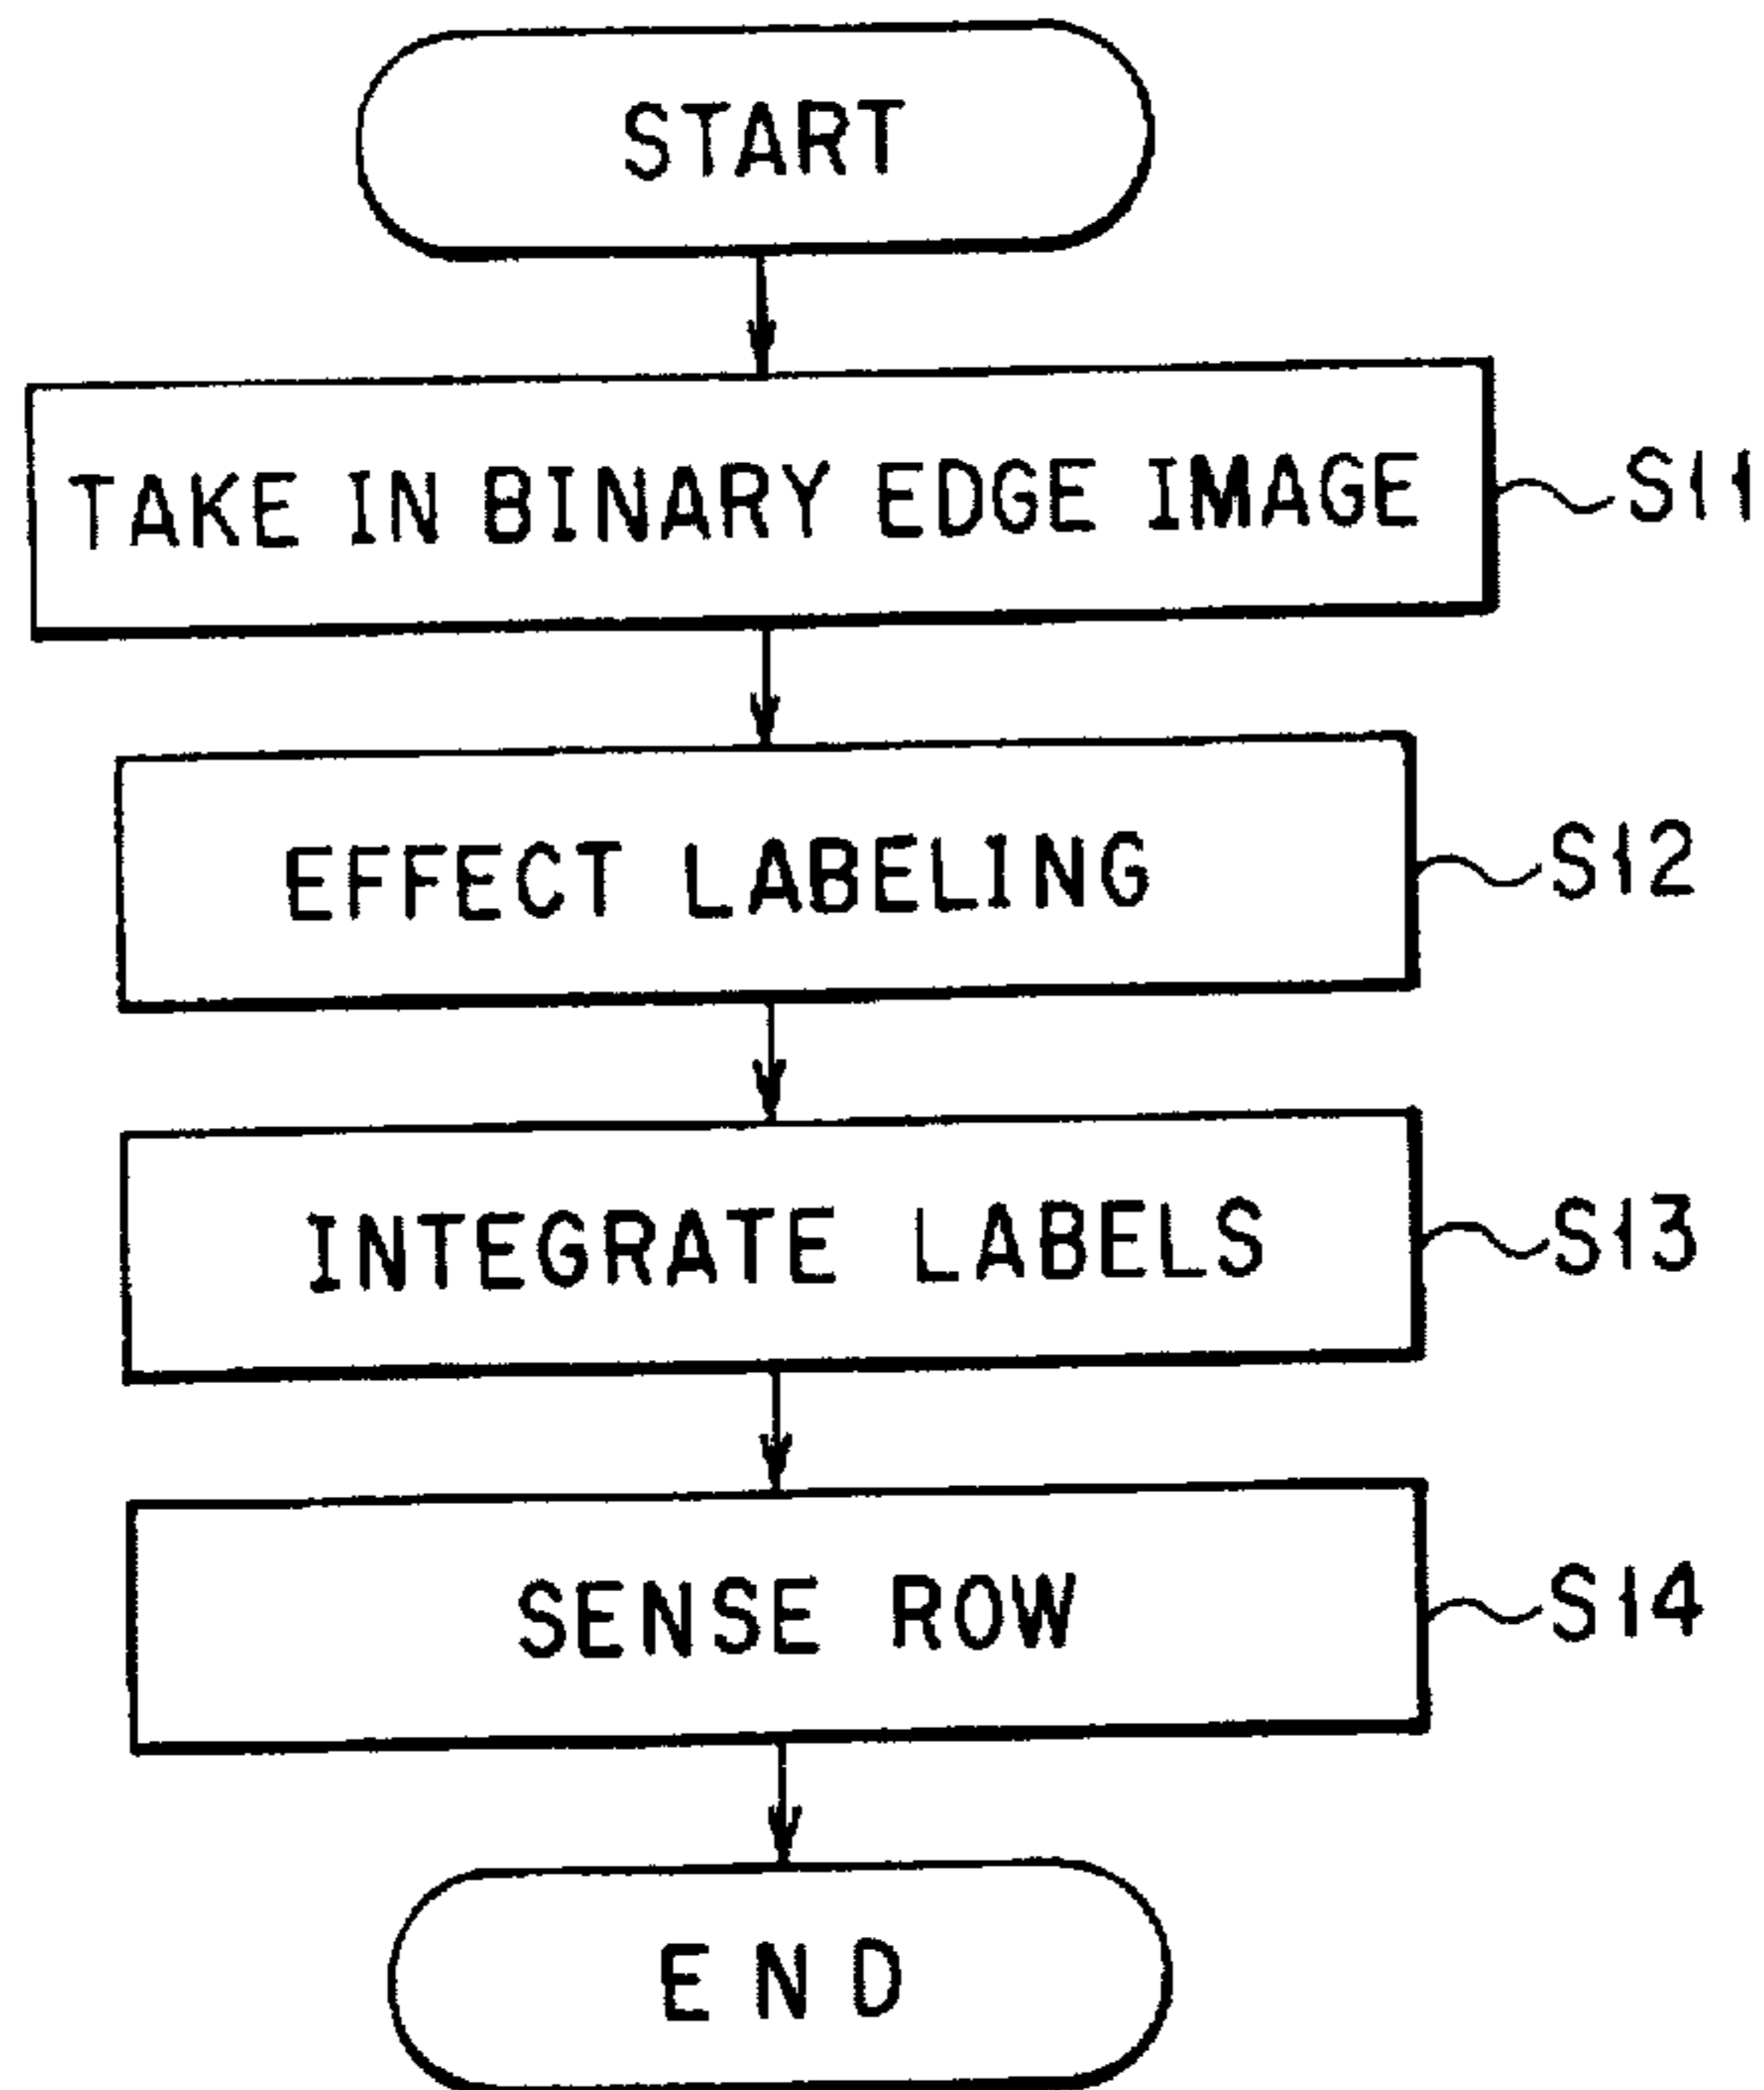 START
TAKE IN BINARY EDGE IMAGE S11
EFFECT LABELING S12
INTEGRATE LABELS S13
SENSE ROW S14
END